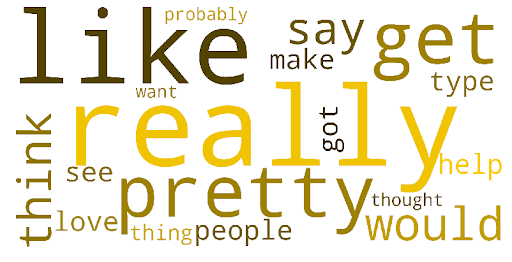 like
probably
say
get
make
type
want
really
got
think
see
pretty
help
love
thing
people
thought
would